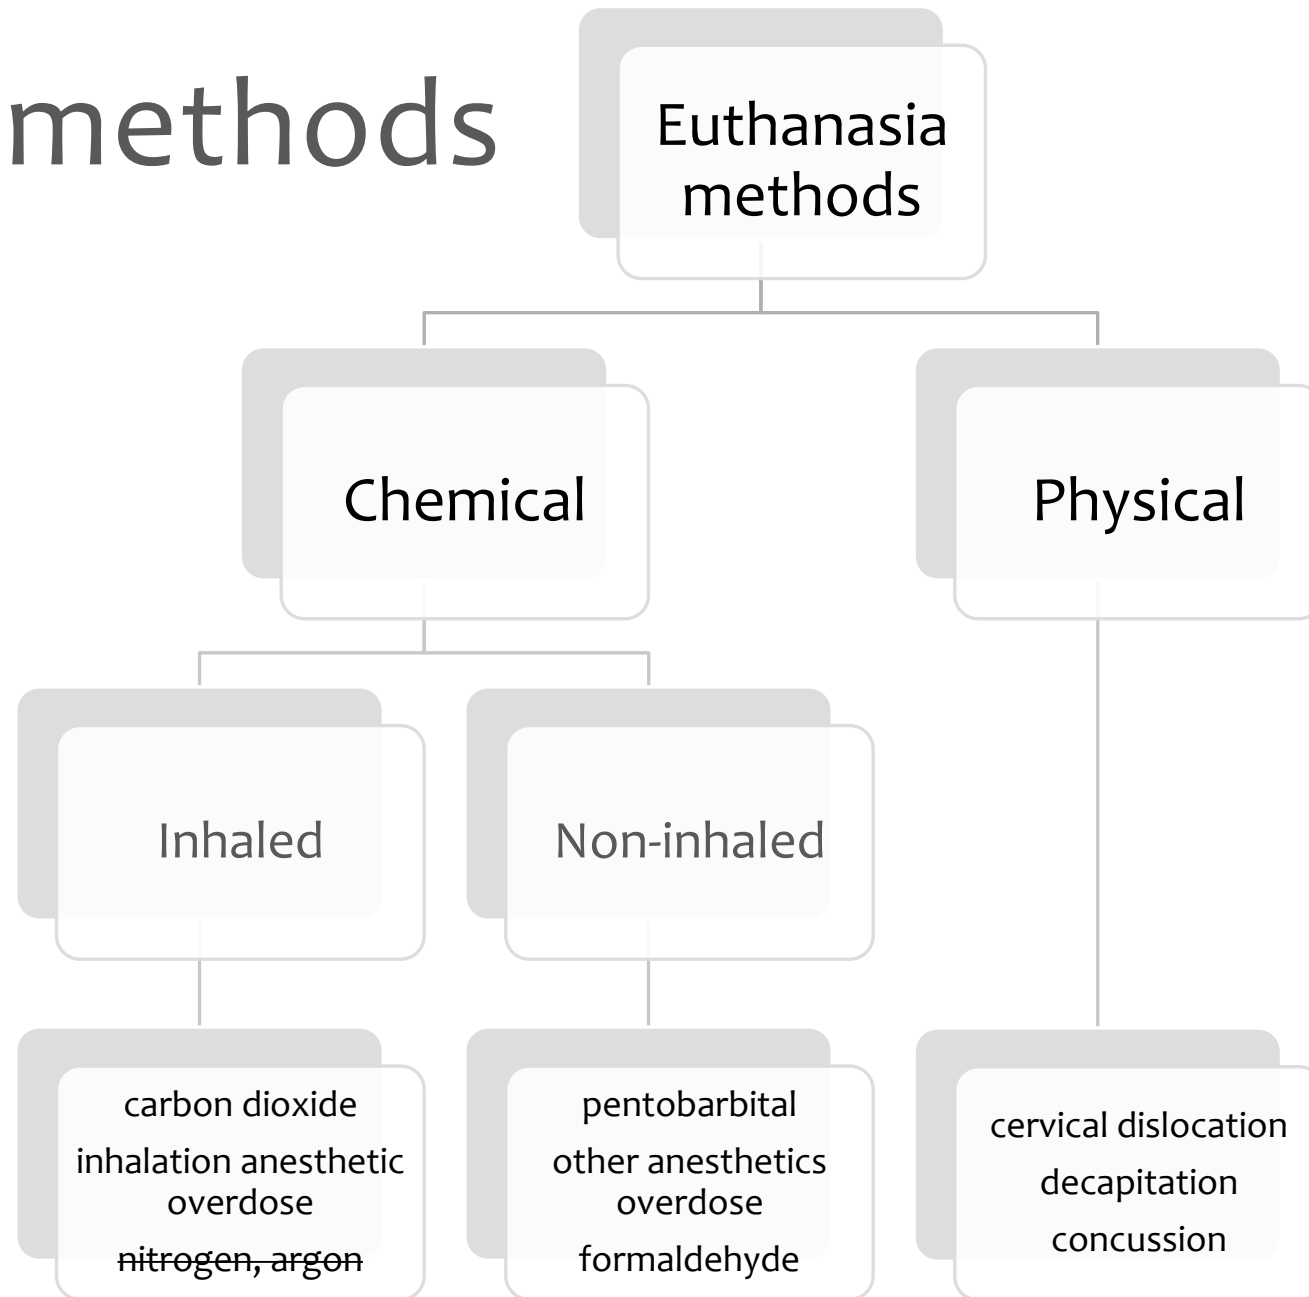 methods
Euthanasia
methods
Chemical
Physical
Inhaled
Non-inhaled
carbon dioxide
inhalation anesthetic
overdose
nitrogen, argon
pentobarbital
other anesthetics
overdose
formaldehyde
cervical dislocation
decapitation
concussion